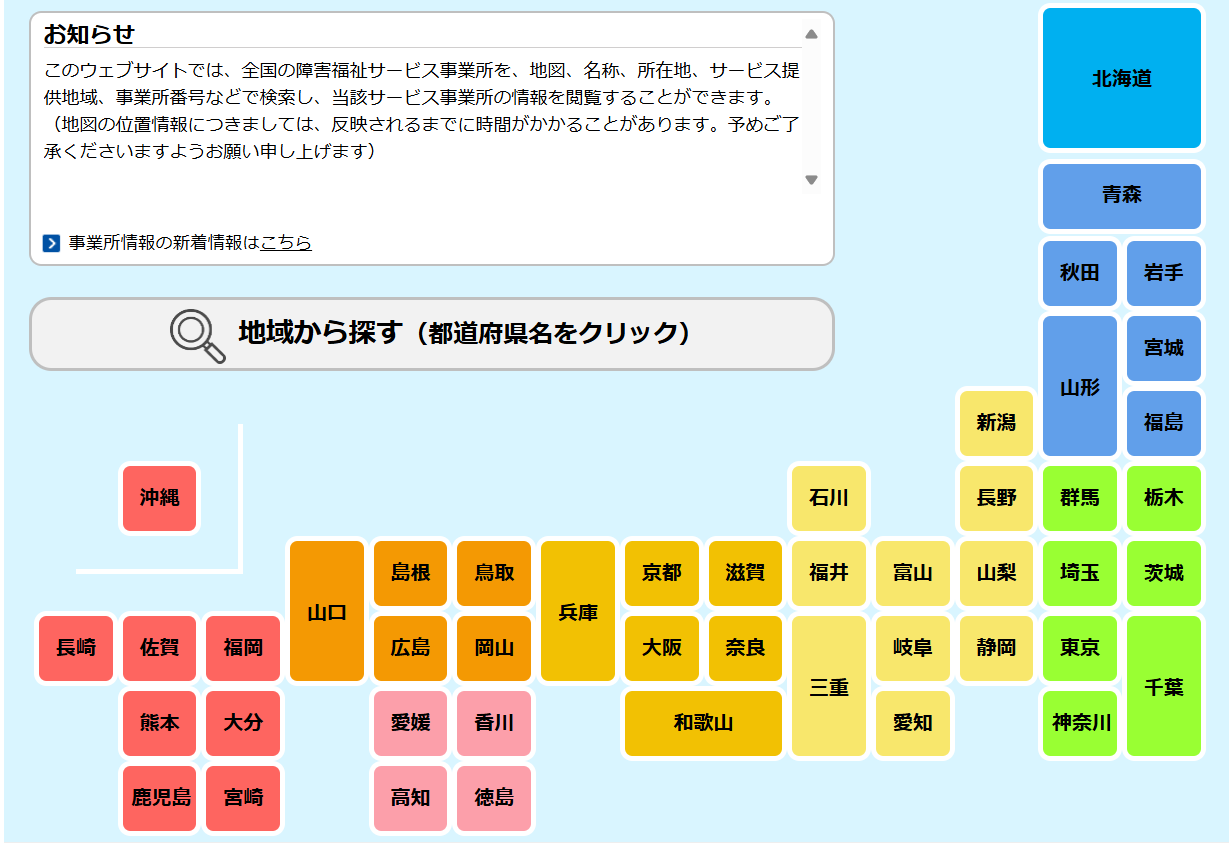 お知らせ
このウェブサイトでは、全国の障害福祉サービス事業所を、地図、名称、所在地、サービス提
供地域、事業所番号などで検索し、当該サービス事業所の情報を閲覧することができます。
（地図の位置情報につきましては、反映されるまでに時間がかかることがあります。予めご了
承くださいますようお願い申し上げます）
事業所情報の新着情報はこちら
地域から探す（都道府県名をクリック）
北海道
青森
秋田 岩手
宮城
山形
新潟 福島
沖縄 石川 長野 群馬 栃木
島根 鳥取 京都 滋賀 福井 富山 山梨 埼玉 茨城
山口 兵庫
長崎 佐賀 福岡 広島 岡山 大阪 奈良 岐阜 静岡 東京
三重 千葉
熊本 大分 愛媛 香川 和歌山 愛知 神奈川
鹿児島 宮崎 高知 徳島